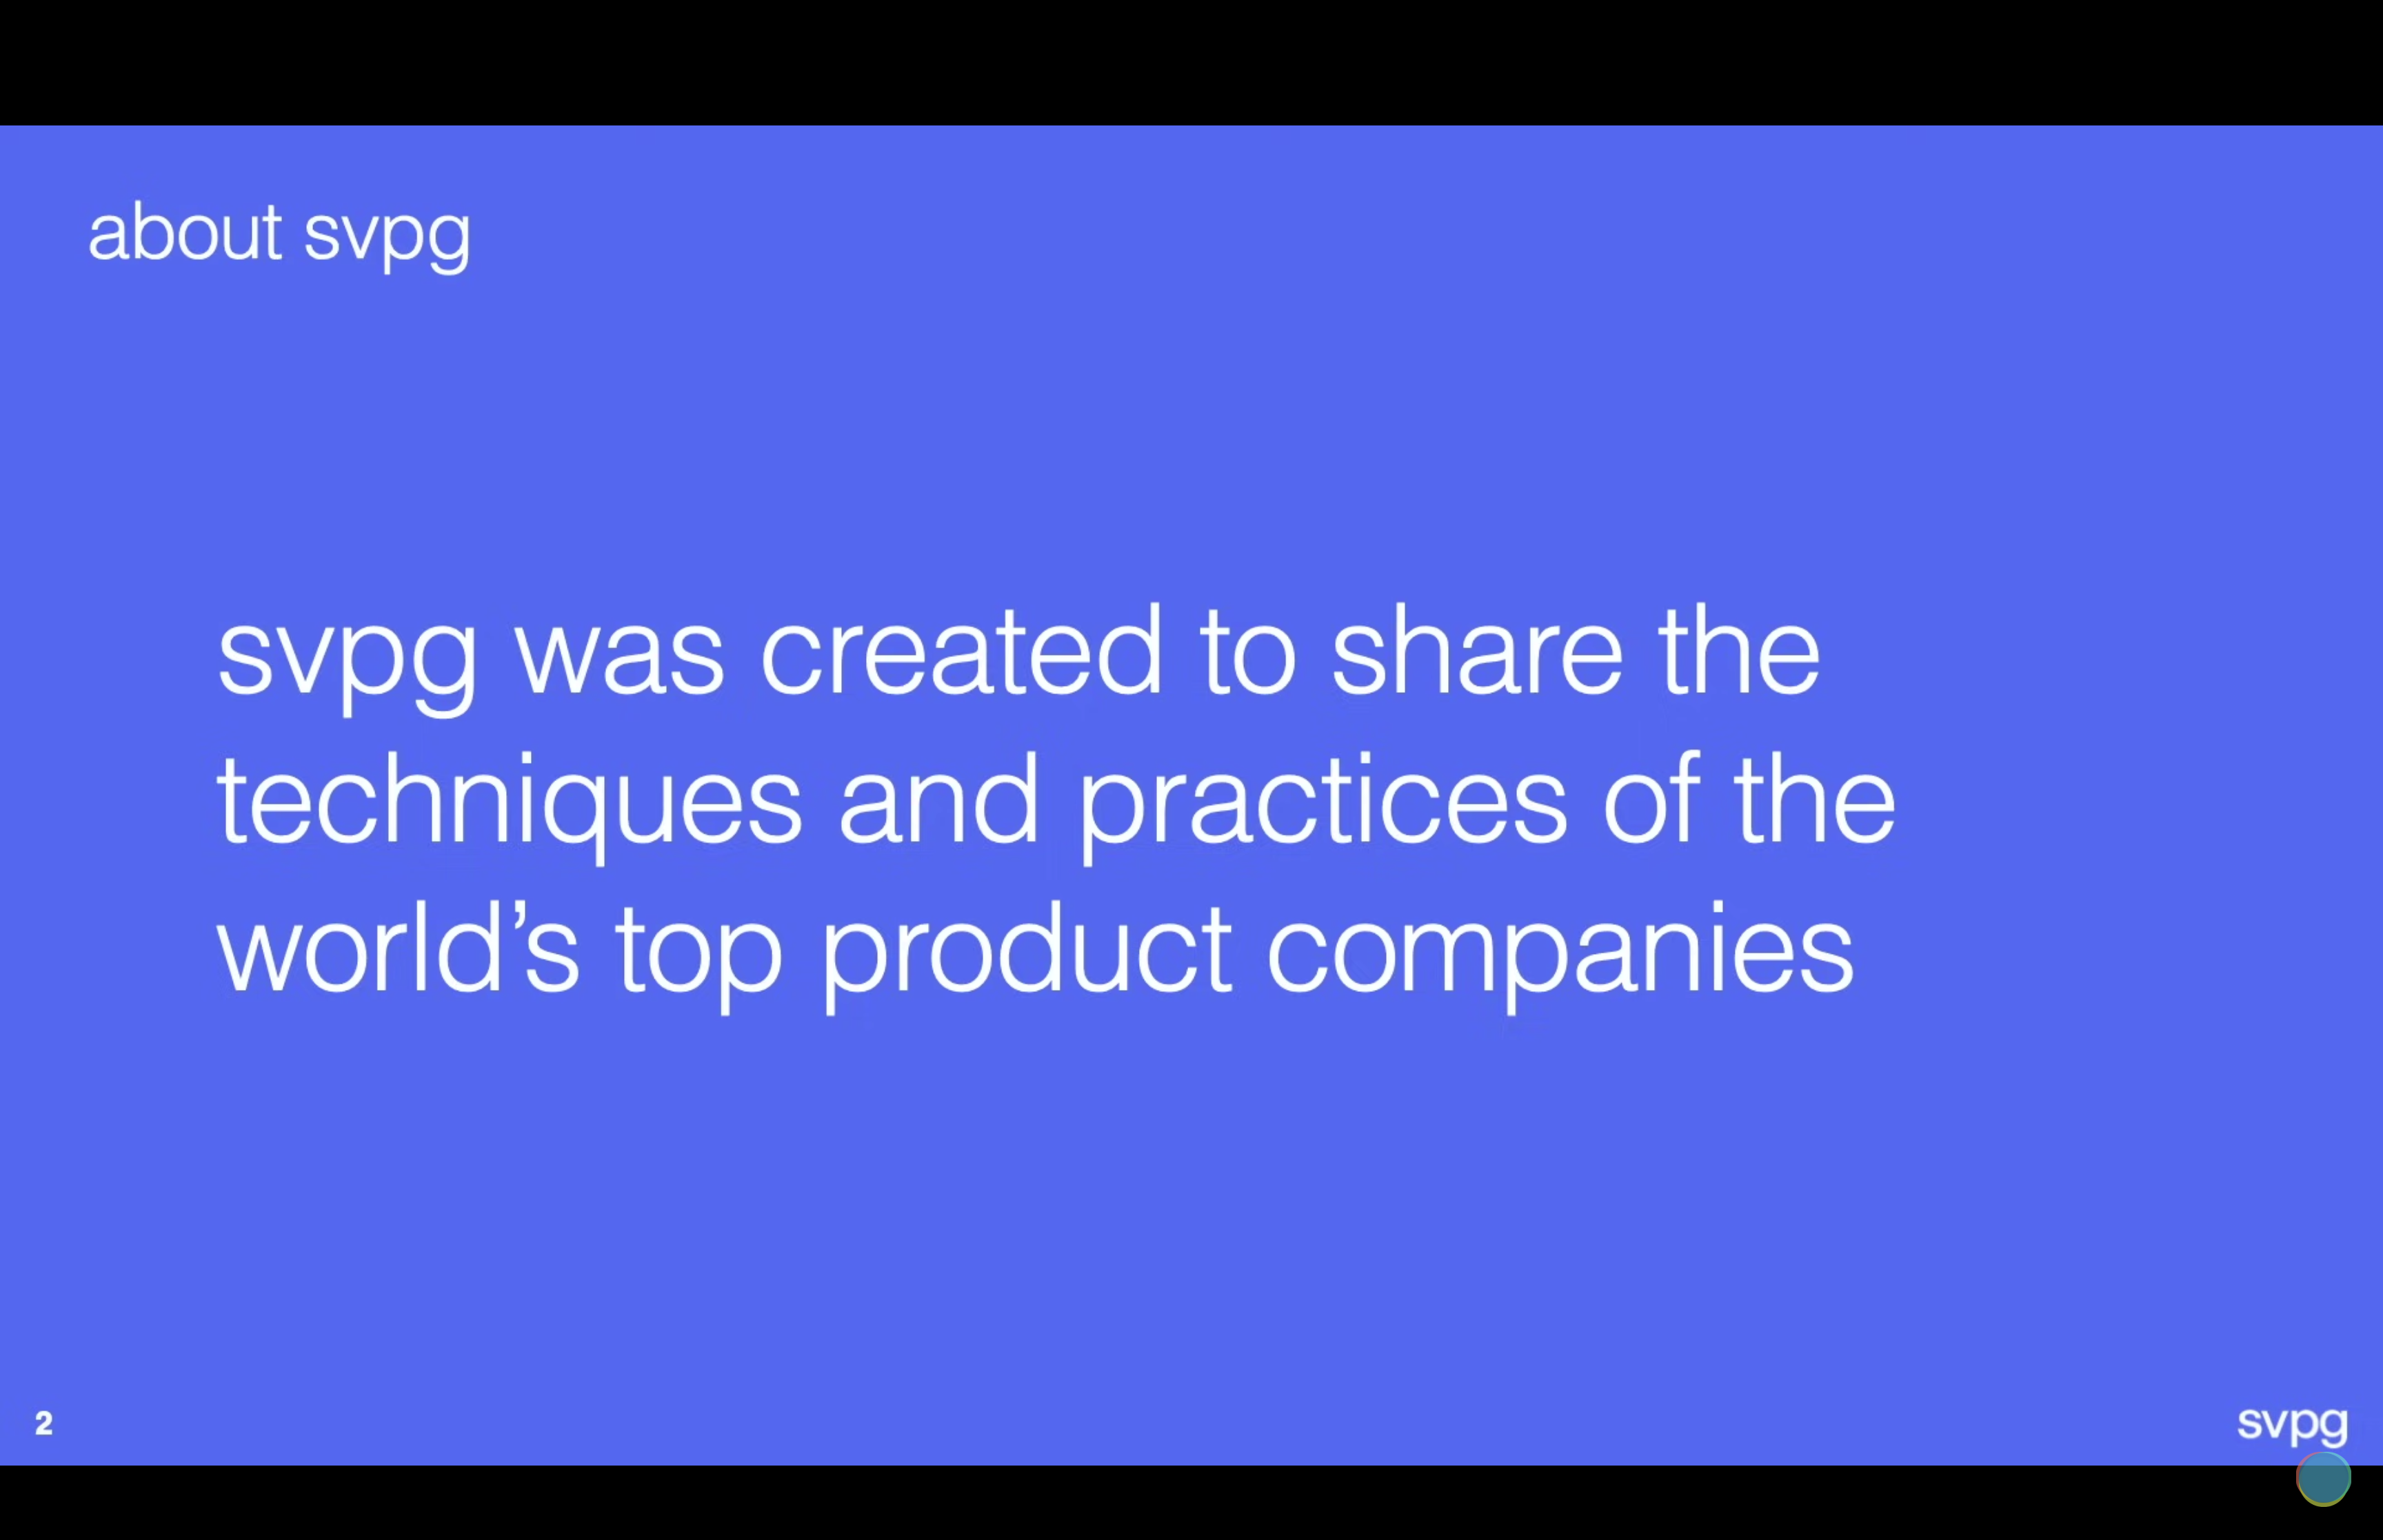 about svpg
svpg was created to share the
techniques and practices of the
world’s top product companies
2
svpg